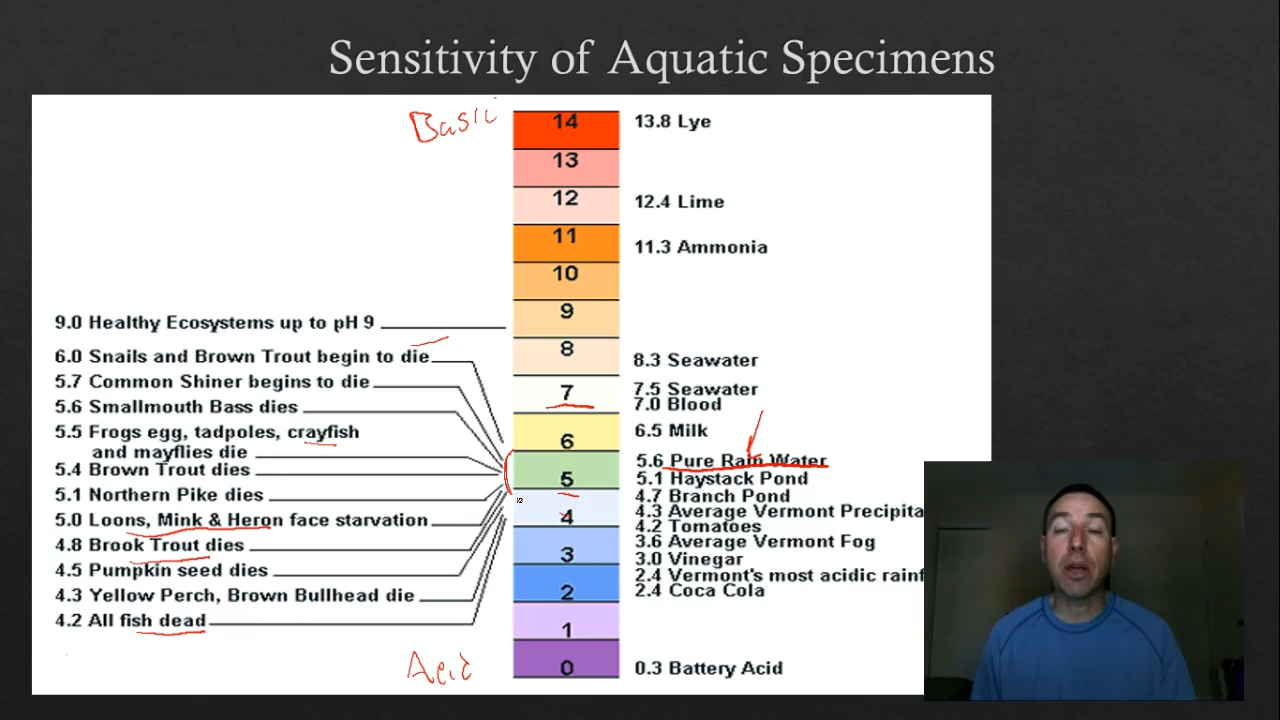 Sensitivity of Aquatic Specimens
Basic
14
13
12
11
10
9
8
7
6
5
4
3
2
1
0
13.8 Lye
12.4 Lime
11.3 Ammonia
8.3 Seawater
7.5 Seawater
7.0 Blood
6.5 Milk
5.6 Pure Rain Water
5.1 Haystack Pond
4.7 Branch Pond
4.3 Average Vermont Precipita
4.2 Tomatoes
3.6 Average Vermont Fog
3.0 Vinegar
2.4 Vermont's most acidic rainf
2.4 Coca Cola
0.3 Battery Acid
9.0 Healthy Ecosystems up to pH 9
6.0 Snails and Brown Trout begin to die
5.7 Common Shiner begins to die
5.6 Smallmouth Bass dies
5.5 Frogs egg, tadpoles, crayfish
and mayflies die
5.4 Brown Trout dies
5.1 Northern Pike dies
5.0 Loons, Mink & Heron face starvation
4.8 Brook Trout dies
4.5 Pumpkin seed dies
4.3 Yellow Perch, Brown Bullhead die
4.2 All fish dead
Acid